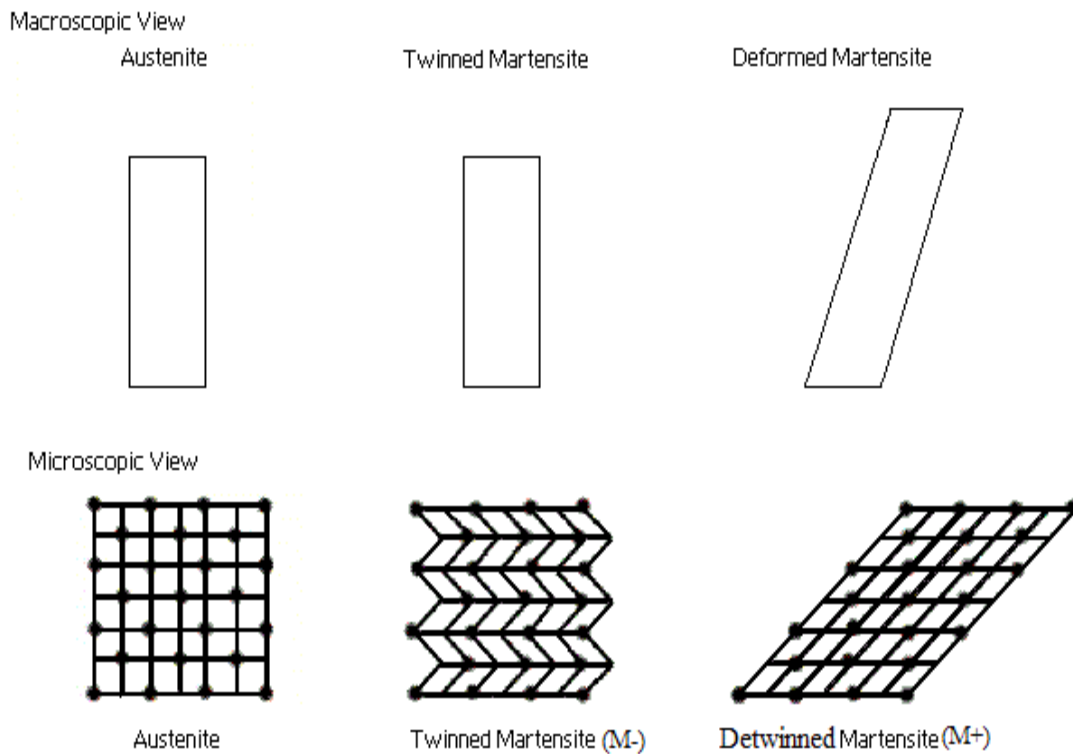 Macroscopic View
Austenite
Twinned Martensite
Deformed Martensite
Microscopic View
Austenite
Twinned Martensite (M-)
Detwinned Martensite (M+)